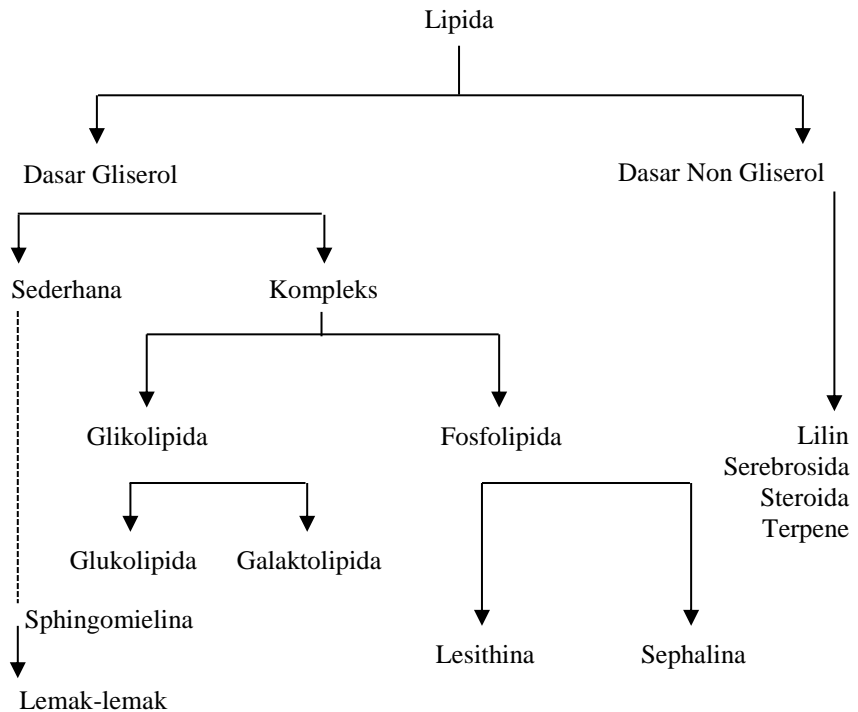 Lipida
Dasar Gliserol
Dasar Non Gliserol
Sederhana
Kompleks
Glikolipida
Fosfolipida
Lilin
Serebrosida
Steroida
Terpene
Glukolipida
Galaktolipida
Sphingomielina
Lesithina
Sephalina
Lemak-lemak